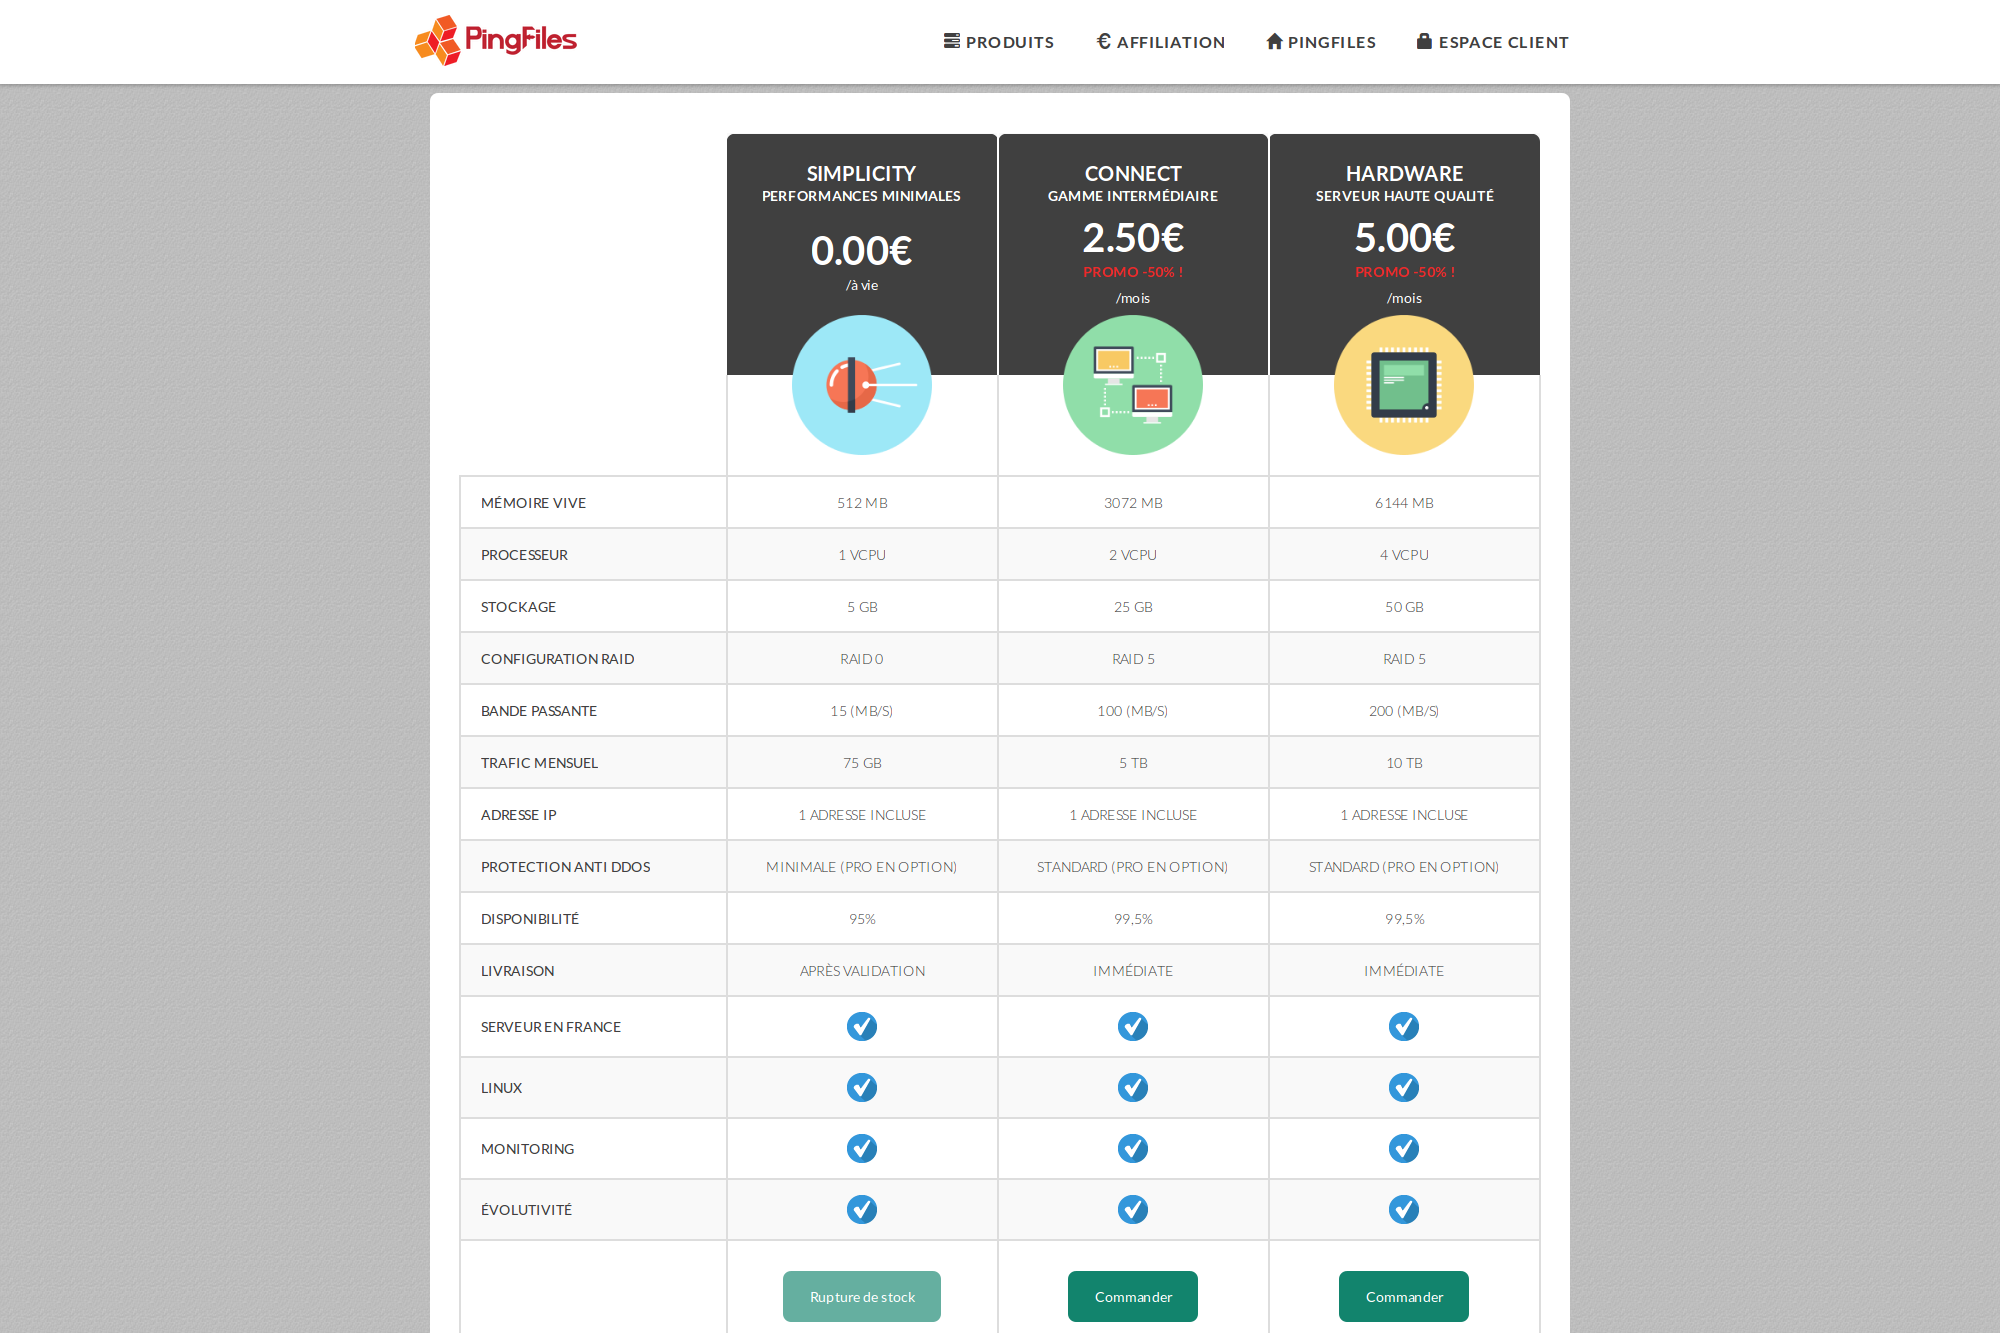 PingFiles
PRODUITS
€ AFFILIATION
PINGFILES
ESPACE CLIENT
SIMPLICITY
PERFORMANCES MINIMALES
0.00€
/à vie
CONNECT
GAMME INTERMÉDIAIRE
2.50€
PROMO -50% !
/mois
HARDWARE
SERVEUR HAUTE QUALITÉ
5.00€
PROMO -50% !
/mois
MÉMOIRE VIVE 512 MB 3072 MB 6144 MB
PROCESSEUR 1 VCPU 2 VCPU 4 VCPU
STOCKAGE 5 GB 25 GB 50 GB
CONFIGURATION RAID RAID 0 RAID 5 RAID 5
BANDE PASSANTE 15 (MB/S) 100 (MB/S) 200 (MB/S)
TRAFIC MENSUEL 75 GB 5 TB 10 TB
ADRESSE IP 1 ADRESSE INCLUSE 1 ADRESSE INCLUSE 1 ADRESSE INCLUSE
PROTECTION ANTI DDOS MINIMALE (PRO EN OPTION) STANDARD (PRO EN OPTION) STANDARD (PRO EN OPTION)
DISPONIBILITÉ 95% 99,5% 99,5%
LIVRAISON APRÈS VALIDATION IMMÉDIATE IMMÉDIATE
SERVEUR EN FRANCE
LINUX
MONITORING
ÉVOLUTIVITÉ
Rupture de stock Commander Commander